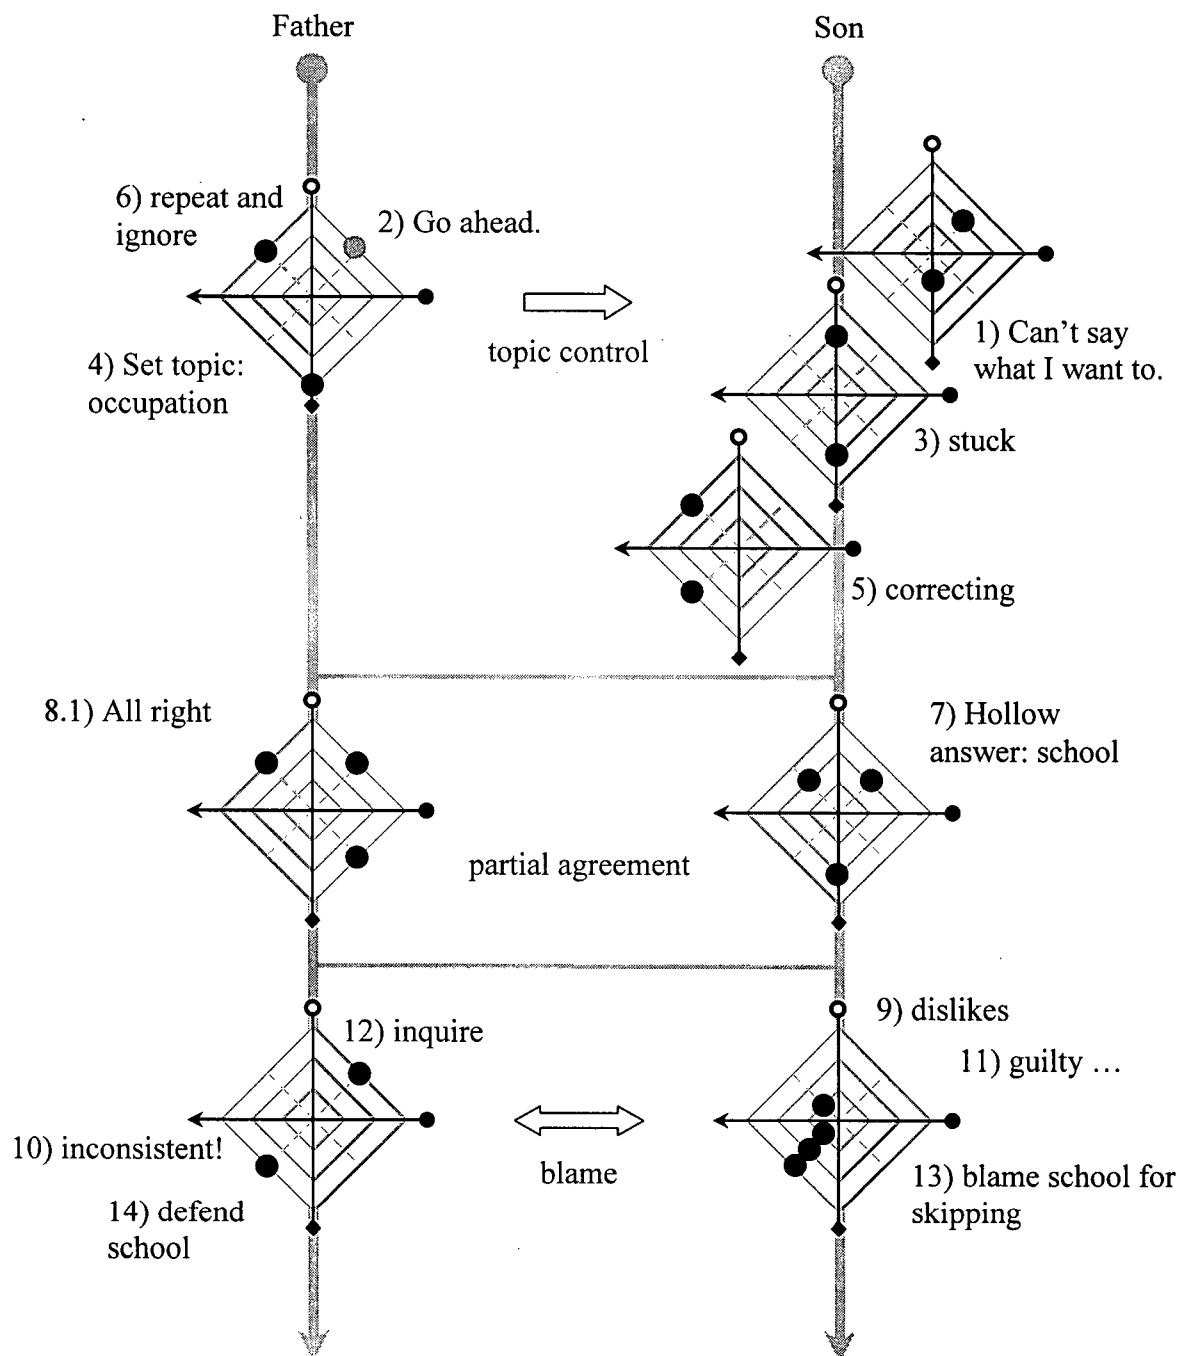 Father
Son
6) repeat and
ignore
2) Go ahead.
4) Set topic:
occupation
topic control
1) Can't say
what I want to.
3) stuck
5) correcting
8.1) All right
7) Hollow
answer: school
partial agreement
12) inquire
9) dislikes
11) guilty ...
10) inconsistent!
blame
14) defend
school
13) blame school for
skipping